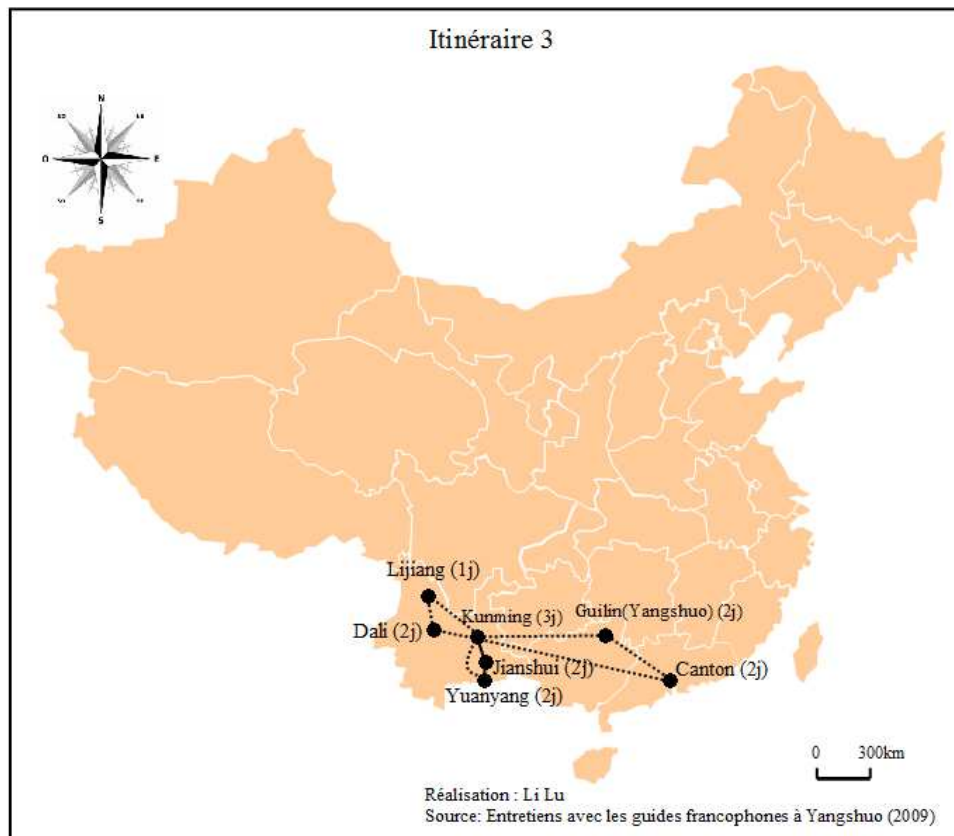 Itinéraire 3
N
O
E
S
Lijiang (1j)
Kunming (3j)
Guilin(Yangshuo) (2j)
Dali (2j)
Jianshui (2j)
Canton (2j)
Yuanyang (2j)
0 300km
Réalisation : Li Lu
Source: Entretiens avec les guides francophones à Yangshuo (2009)